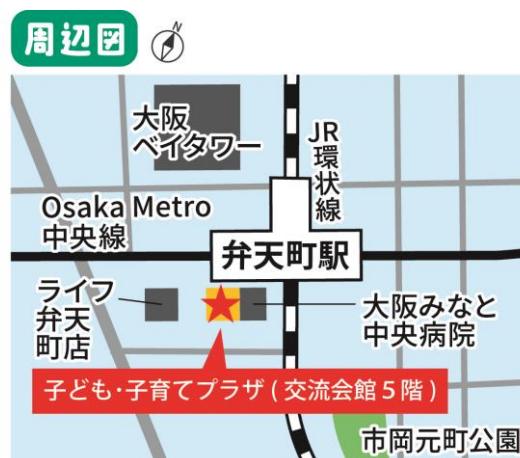 周辺図
大阪
ベイタワー
JR環状線
Osaka Metro
中央線
弁天町駅
ライフ
弁天
町店
大阪みなと
中央病院
子ども・子育てプラザ(交流会館5階)
市岡元町公園